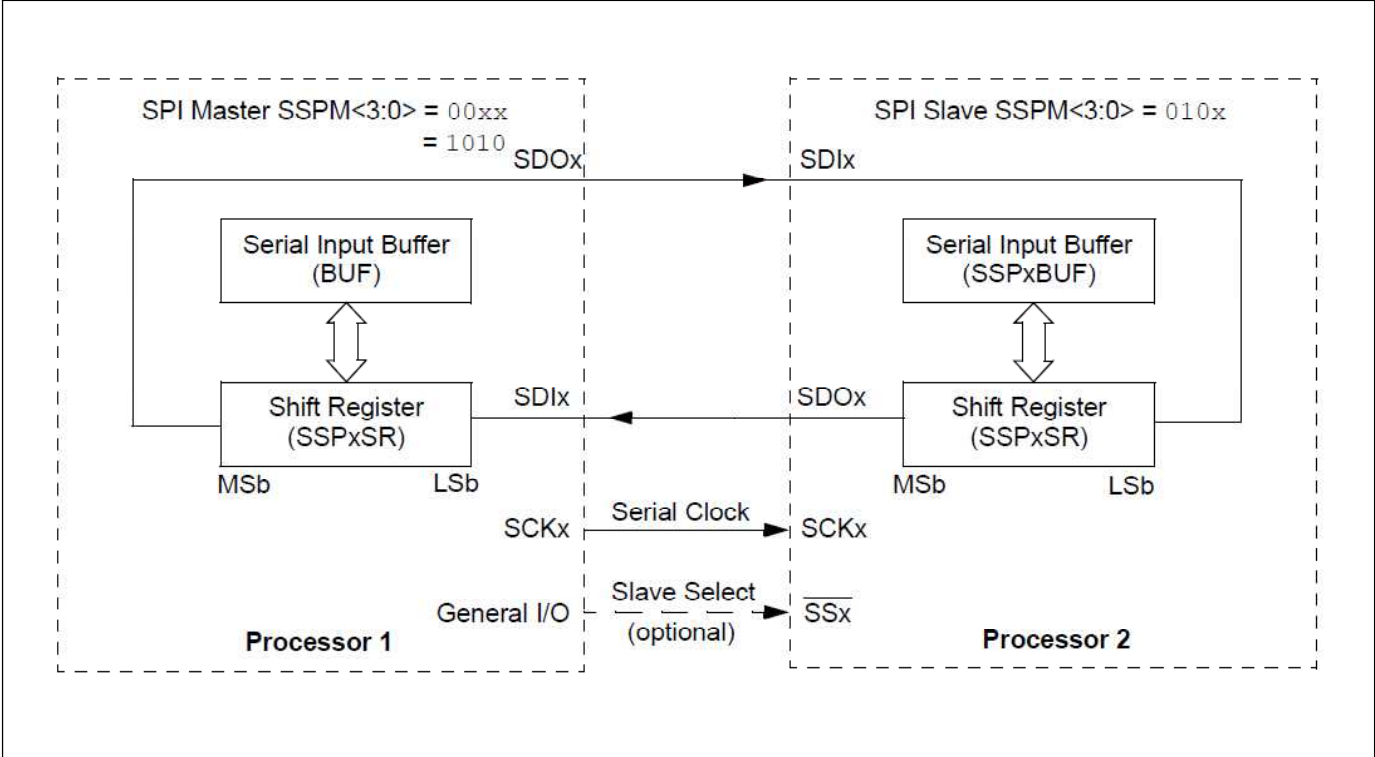 SPI Master SSPM<3:0> = 00xx
= 1010
SDOx
Serial Input Buffer
(BUF)
Shift Register
(SSPxSR)
MSb
LSb
SDIx
SCKx
General I/O
Processor 1
Serial Clock
Slave Select
(optional)
SPI Slave SSPM<3:0> = 010x
SDIx
Serial Input Buffer
(SSPxBUF)
SDOx
Shift Register
(SSPxSR)
MSb
LSb
SCKx
SSx
Processor 2